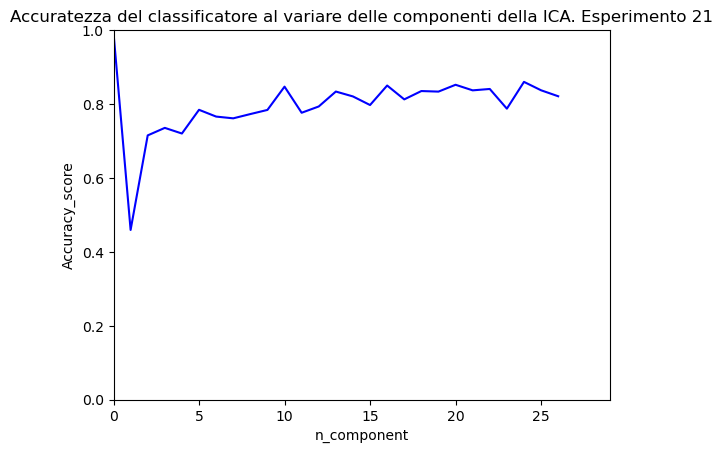 Accuratezza del classificatore al variare delle componenti della ICA. Esperimento 21
1.0
0.8
0.6
0.4
0.2
0.0
Accuracy_score
0 5 10 15 20 25
n_component